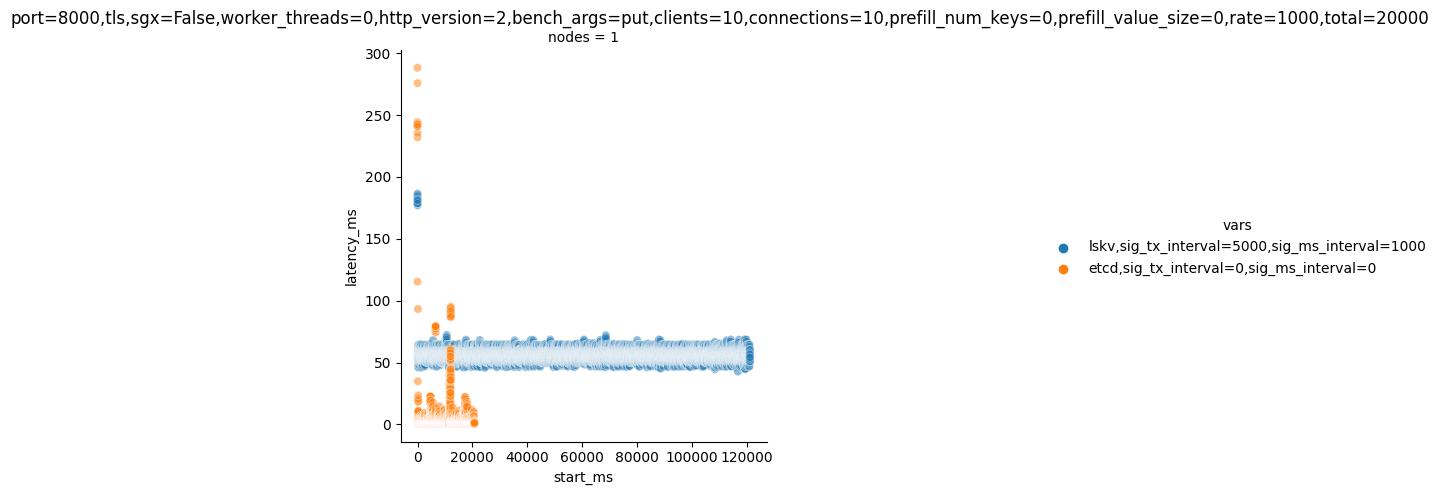 port=8000,tls,sgx=False,worker_threads=0,http_version=2,bench_args=put,clients=10,connections=10,prefill_num_keys=0,prefill_value_size=0,rate=1000,total=20000
nodes = 1
300
250
200
150
100
50
0
latency_ms
0 20000 40000 60000 80000 100000 120000
start_ms
vars
lskv,sig_tx_interval=5000,sig_ms_interval=1000
etcd,sig_tx_interval=0,sig_ms_interval=0